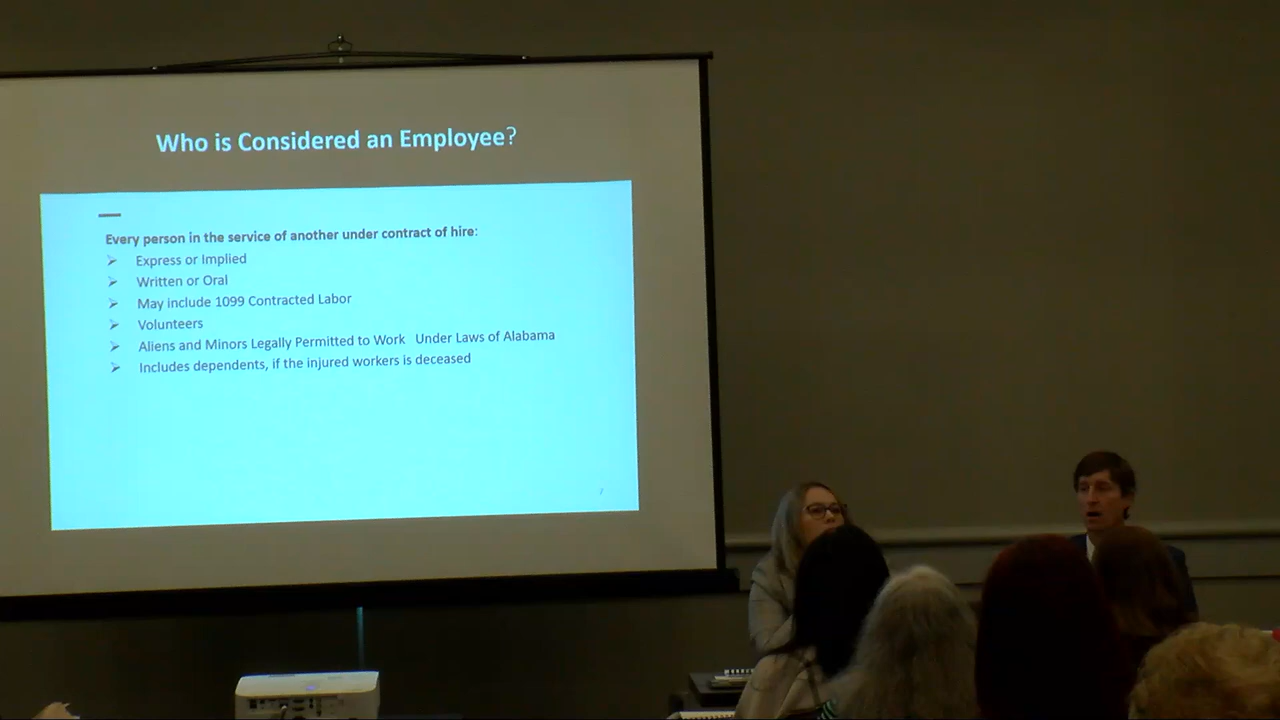 Who is Considered an Employee?
Every person in the service of another under contract of hire:
Express or Implied
Written or Oral
May include 1099 Contracted Labor
Volunteers
Aliens and Minors Legally Permitted to Work Under Laws of Alabama
Includes dependents, if the injured workers is deceased
7